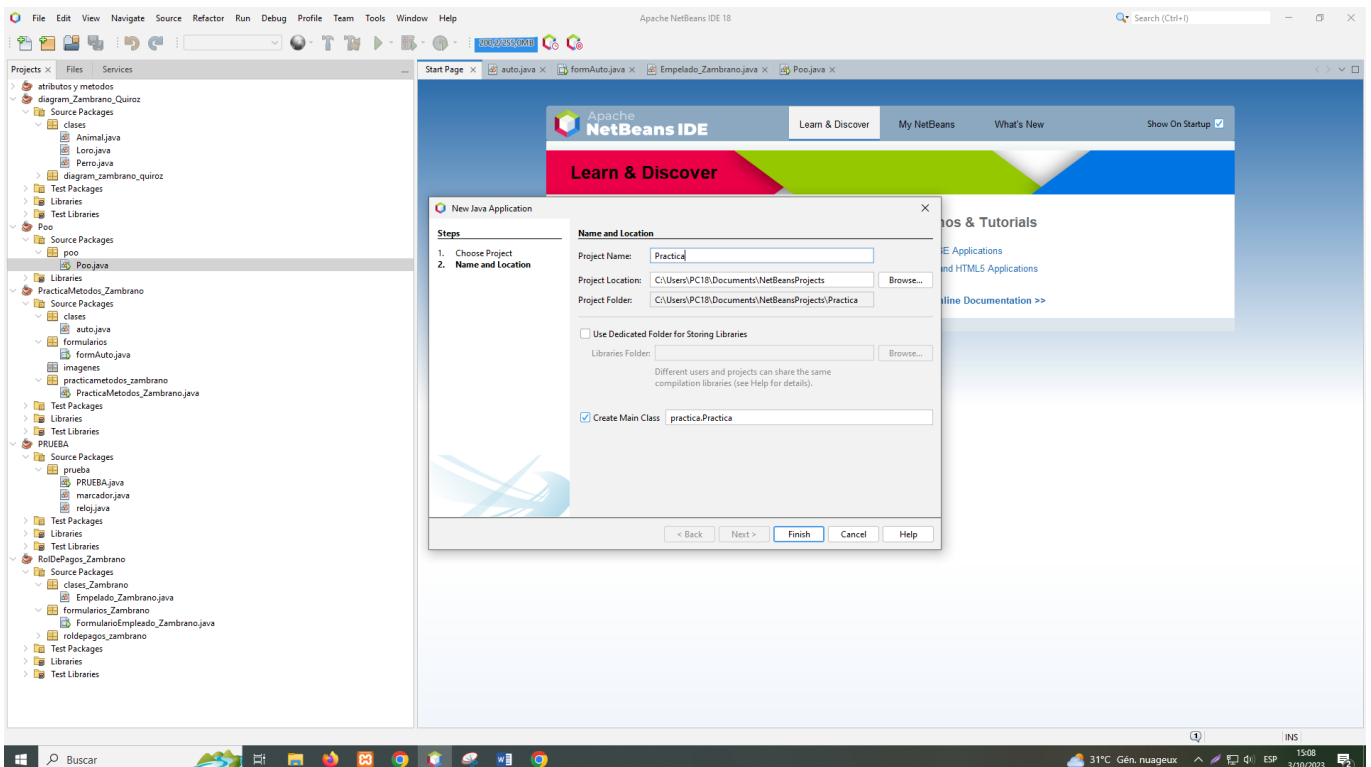 File Edit View Navigate Source Refactor Run Debug Profile Team Tools Window Help
Apache NetBeans IDE 18
Search (Ctrl+I)
200,2/255,0MB
Projects Files Services
Start Page auto.java formAuto.java Empelado_Zambrano.java Poo.java
atributos y metodos
diagram_Zambrano_Quiroz
Source Packages
clases
Animal.java
Loro.java
Perro.java
diagram_zambrano_quiroz
Test Packages
Libraries
Test Libraries
Poo
Source Packages
poo
Poo.java
Libraries
PracticaMetodos_Zambrano
Source Packages
clases
auto.java
formularios
formAuto.java
imagenes
practicametodos_zambrano
PracticaMetodos_Zambrano.java
Test Packages
Libraries
Test Libraries
PRUEBA
Source Packages
prueba
PRUEBA.java
marcador.java
reloj.java
Test Packages
Libraries
Test Libraries
RolDePagos_Zambrano
Source Packages
clases_Zambrano
Empelado_Zambrano.java
formularios_Zambrano
FormularioEmpleado_Zambrano.java
roldepagos_zambrano
Test Packages
Libraries
Test Libraries
Apache
NetBeans IDE
Learn & Discover My NetBeans What's New Show On Startup
Learn & Discover
& Tutorials
Applications
and HTML5 Applications
Documentation >>
New Java Application
Steps
1. Choose Project
2. Name and Location
Name and Location
Project Name: Practica
Project Location: C:\Users\PC18\Documents\NetBeansProjects Browse...
Project Folder: C:\Users\PC18\Documents\NetBeansProjects\Practica
Use Dedicated Folder for Storing Libraries
Libraries Folder: Browse...
Different users and projects can share the same
compilation libraries (see Help for details).
Create Main Class practica.Practica
< Back Next > Finish Cancel Help
1 INS
Buscar
31°C Gén. nuageux ESP 15:08
3/10/2023